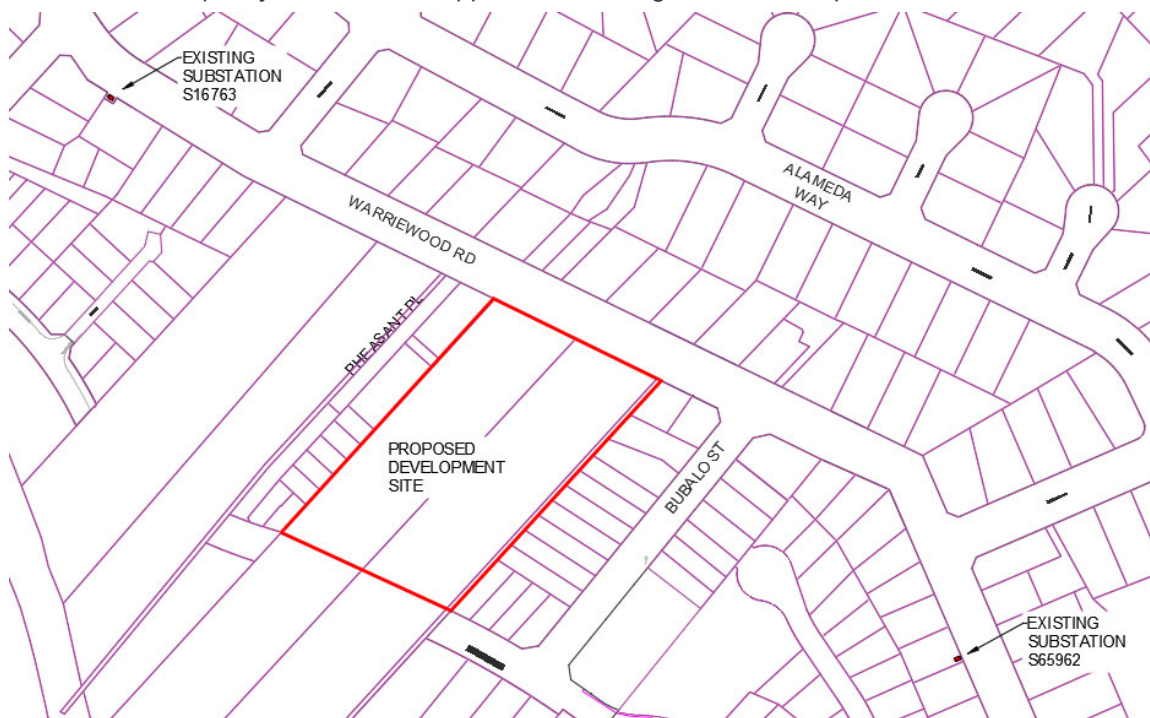 EXISTING
SUBSTATION
S16763
ALAMEDA
WAY
WARRIEWOOD RD
PHEASANT PL
PROPOSED
DEVELOPMENT
SITE
BUBALO ST
EXISTING
SUBSTATION
S65962